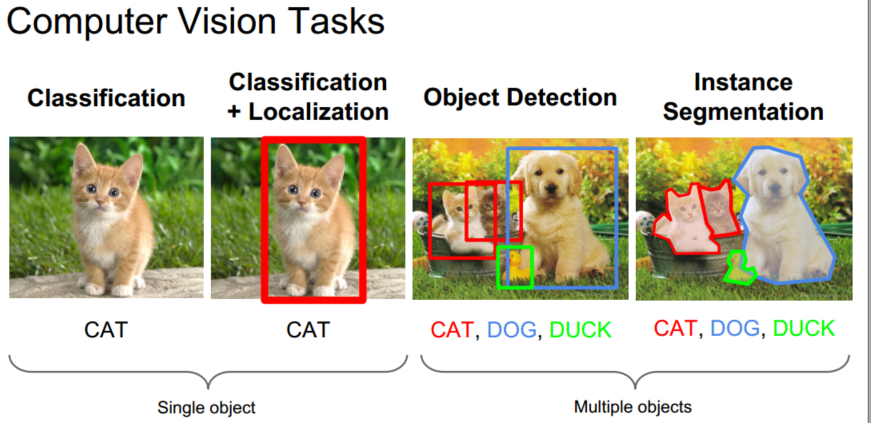 Computer Vision Tasks
Classification
Classification
+ Localization
Object Detection
Instance
Segmentation
CAT
CAT
CAT, DOG, DUCK
CAT, DOG, DUCK
Single object
Multiple objects